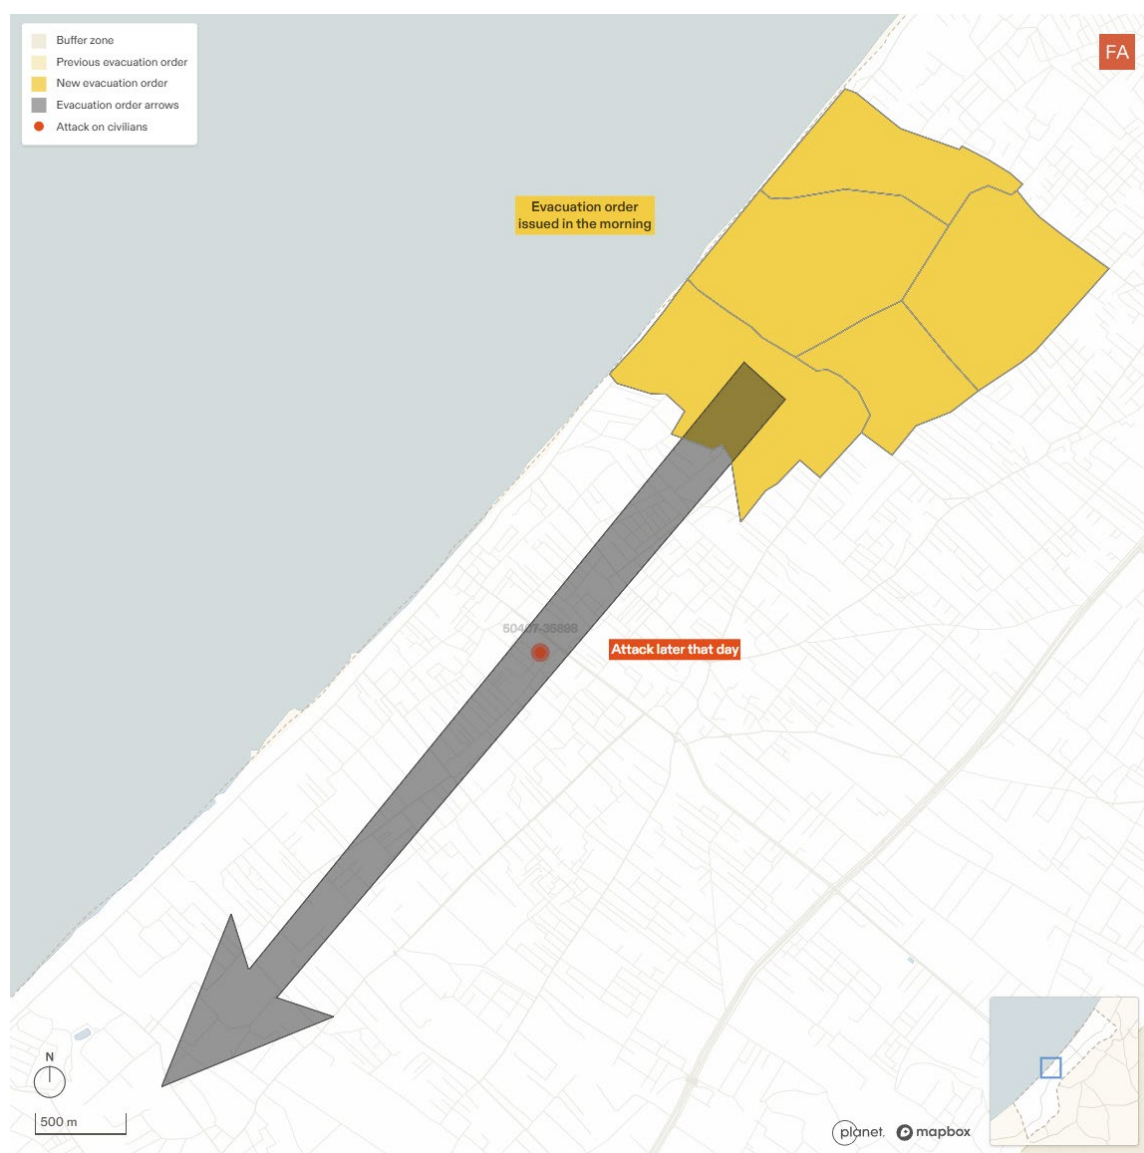 Buffer zone
Previous evacuation order
New evacuation order
Evacuation order arrows
Attack on civilians
FA
Evacuation order
issued in the morning
Attack later that day
N
500 m
planet.
mapbox